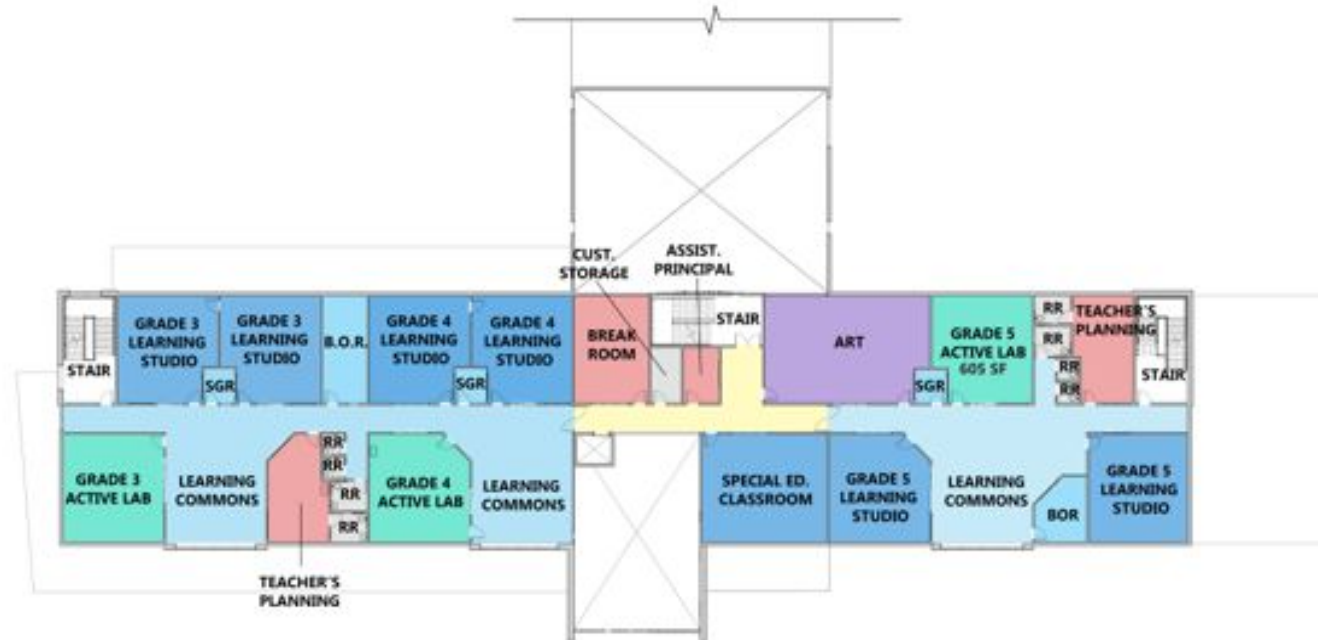 CUST.
STORAGE
ASSIST.
PRINCIPAL
STAIR
GRADE 3
LEARNING
STUDIO
GRADE 3
LEARNING
STUDIO
B.O.R.
GRADE 4
LEARNING
STUDIO
GRADE 4
LEARNING
STUDIO
BREAK
ROOM
STAIR
ART
GRADE 5
ACTIVE LAB
605 SF
RR
RR
RR
RR
TEACHER'S
PLANNING
STAIR
SGR
SGR
SGR
GRADE 3
ACTIVE LAB
LEARNING
COMMONS
RR
RR
RR
RR
GRADE 4
ACTIVE LAB
LEARNING
COMMONS
SPECIAL ED.
CLASSROOM
GRADE 5
LEARNING
STUDIO
LEARNING
COMMONS
BOR
GRADE 5
LEARNING
STUDIO
TEACHER'S
PLANNING